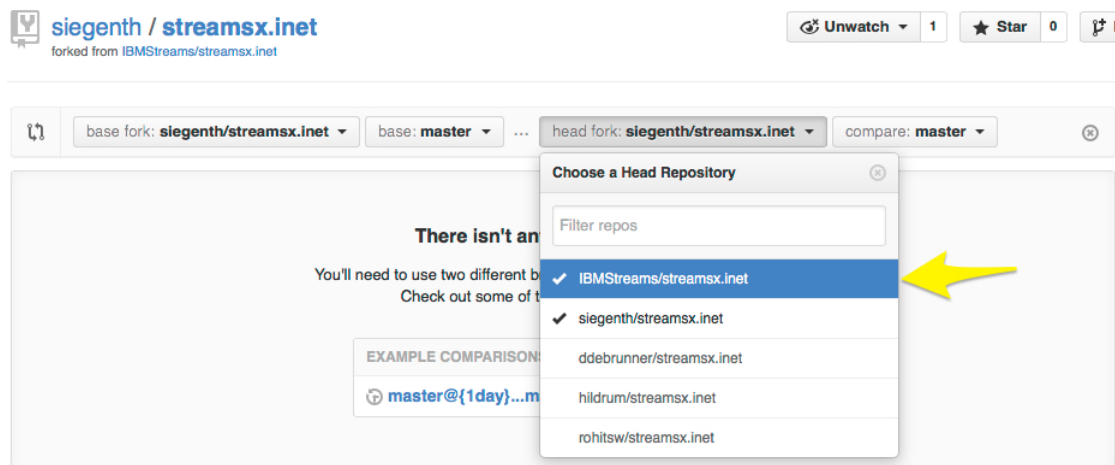 siegenth / streamsx.inet
forked from IBMStreams/streamsx.inet
Unwatch 1 Star 0
base fork: siegenth/streamsx.inet base: master ... head fork: siegenth/streamsx.inet compare: master
Choose a Head Repository
Filter repos
There isn't an
You'll need to use two different b
Check out some of t
IBMStreams/streamsx.inet
siegenth/streamsx.inet
EXAMPLE COMPARISON
ddebrunner/streamsx.inet
master@{1day}...m
hildrum/streamsx.inet
rohitsw/streamsx.inet